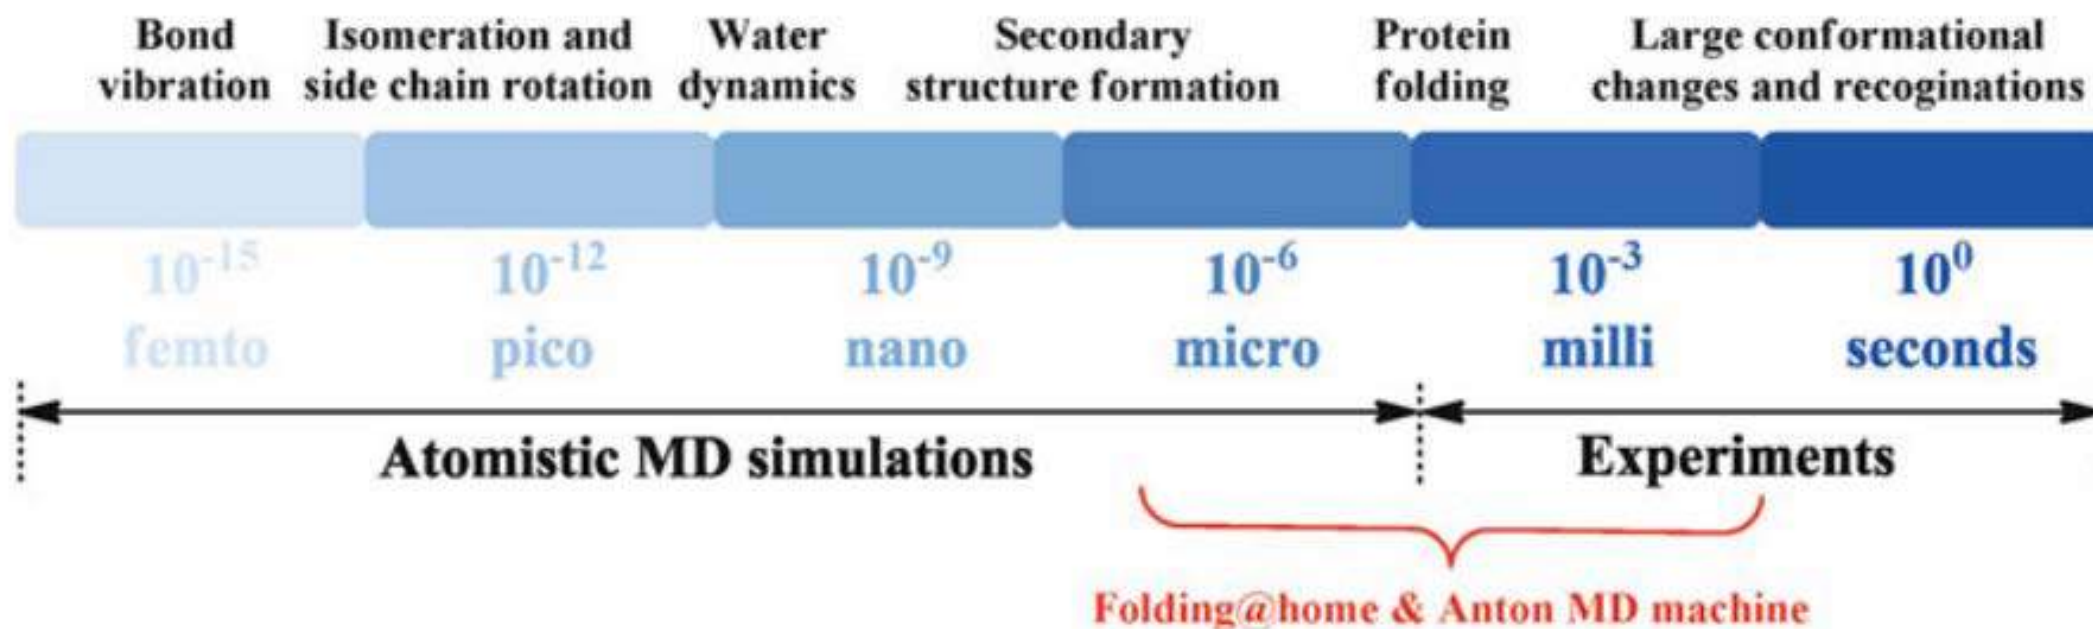 Bond vibration
Isomeration and side chain rotation
Water dynamics
Secondary structure formation
Protein folding
Large conformational changes and recoginations
10⁻¹⁵ 10⁻¹² 10⁻⁹ 10⁻⁶ 10⁻³ 10⁰
femto pico nano micro milli seconds
Atomistic MD simulations
Experiments
Folding@home & Anton MD machine